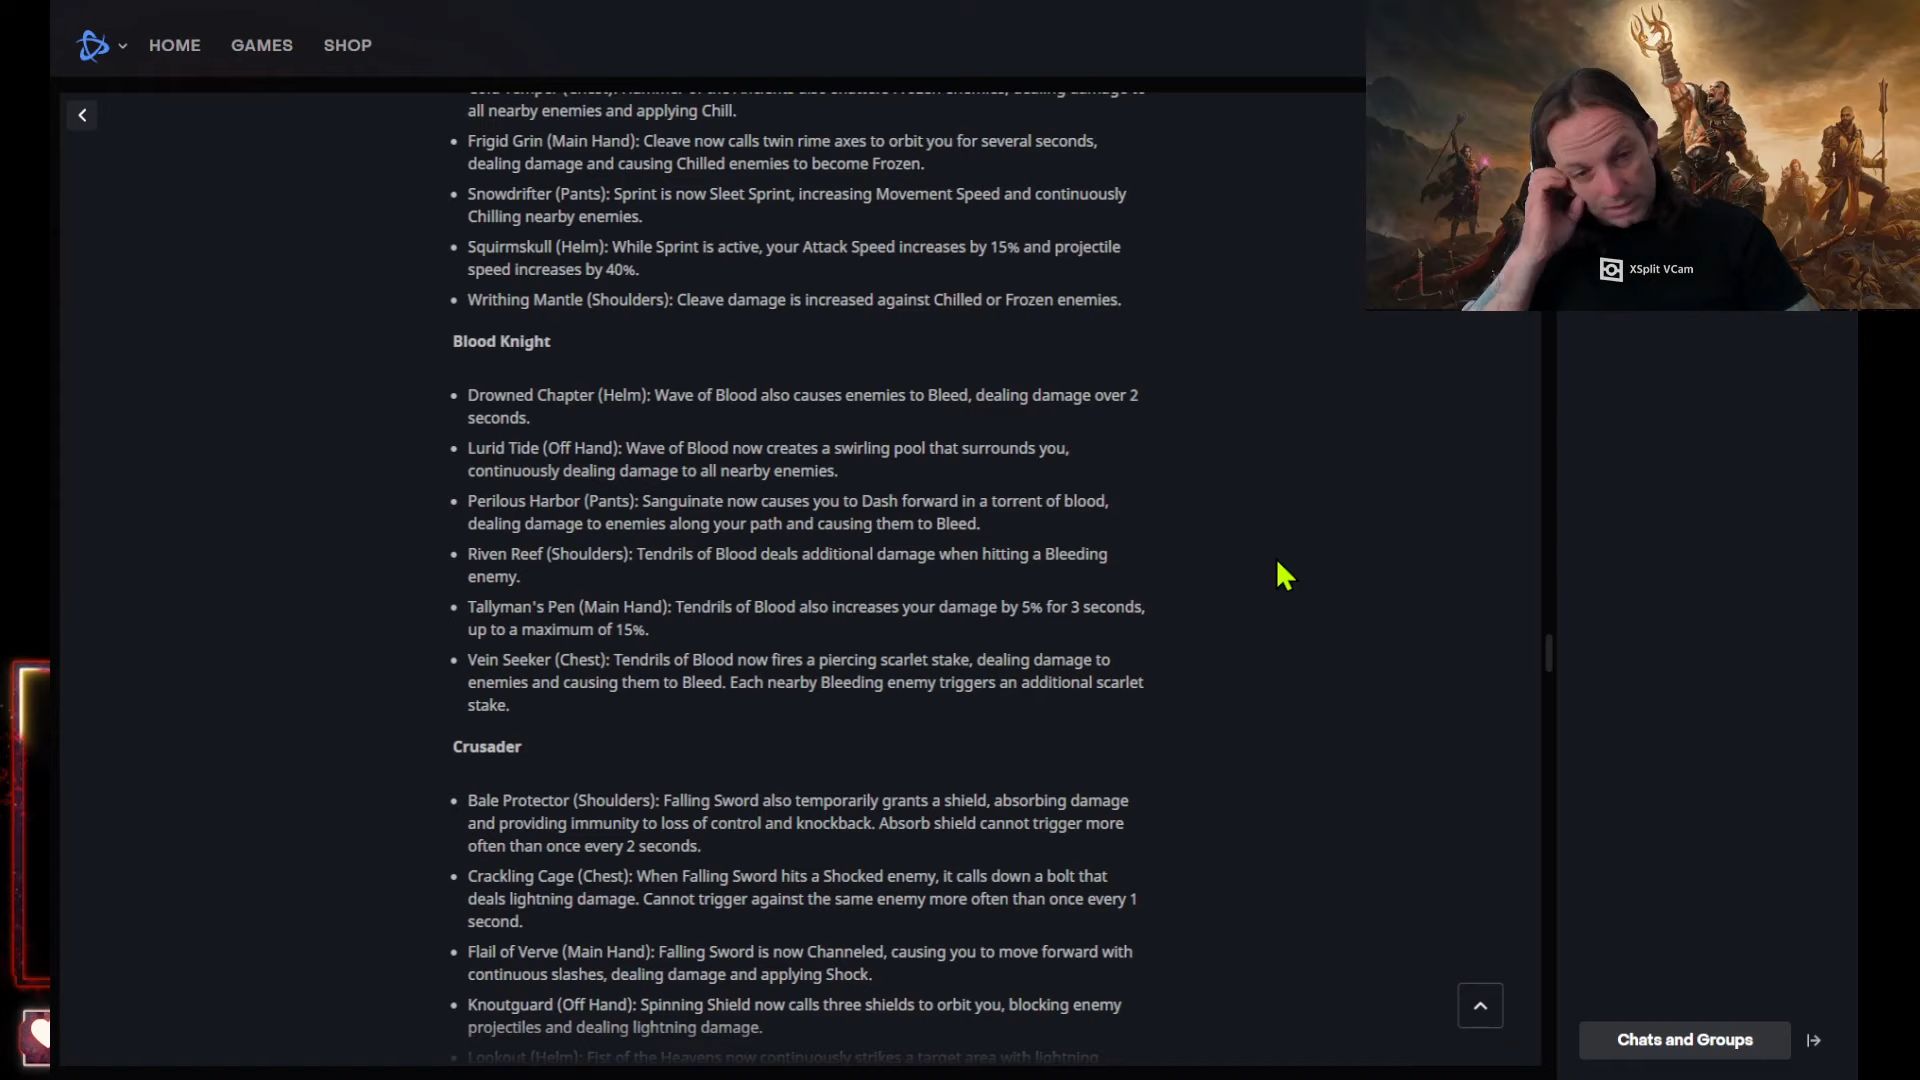 HOME GAMES SHOP
all nearby enemies and applying Chill.
• Frigid Grin (Main Hand): Cleave now calls twin rime axes to orbit you for several seconds,
dealing damage and causing Chilled enemies to become Frozen.
• Snowdrifter (Pants): Sprint is now Sleet Sprint, increasing Movement Speed and continuously
Chilling nearby enemies.
• Squirmskull (Helm): While Sprint is active, your Attack Speed increases by 15% and projectile
speed increases by 40%.
• Writhing Mantle (Shoulders): Cleave damage is increased against Chilled or Frozen enemies.
Blood Knight
• Drowned Chapter (Helm): Wave of Blood also causes enemies to Bleed, dealing damage over 2
seconds.
• Lurid Tide (Off Hand): Wave of Blood now creates a swirling pool that surrounds you,
continuously dealing damage to all nearby enemies.
• Perilous Harbor (Pants): Sanguinate now causes you to Dash forward in a torrent of blood,
dealing damage to enemies along your path and causing them to Bleed.
• Riven Reef (Shoulders): Tendrils of Blood deals additional damage when hitting a Bleeding
enemy.
• Tallyman's Pen (Main Hand): Tendrils of Blood also increases your damage by 5% for 3 seconds,
up to a maximum of 15%.
• Vein Seeker (Chest): Tendrils of Blood now fires a piercing scarlet stake, dealing damage to
enemies and causing them to Bleed. Each nearby Bleeding enemy triggers an additional scarlet
stake.
Crusader
• Bale Protector (Shoulders): Falling Sword also temporarily grants a shield, absorbing damage
and providing immunity to loss of control and knockback. Absorb shield cannot trigger more
often than once every 2 seconds.
• Crackling Cage (Chest): When Falling Sword hits a Shocked enemy, it calls down a bolt that
deals lightning damage. Cannot trigger against the same enemy more often than once every 1
second.
• Flail of Verve (Main Hand): Falling Sword is now Channeled, causing you to move forward with
continuous slashes, dealing damage and applying Shock.
• Knoutguard (Off Hand): Spinning Shield now calls three shields to orbit you, blocking enemy
projectiles and dealing lightning damage.
• Lookout (Helm): Fist of the Heavens now continuously strikes a target area with lightning
XSplit VCam
Chats and Groups